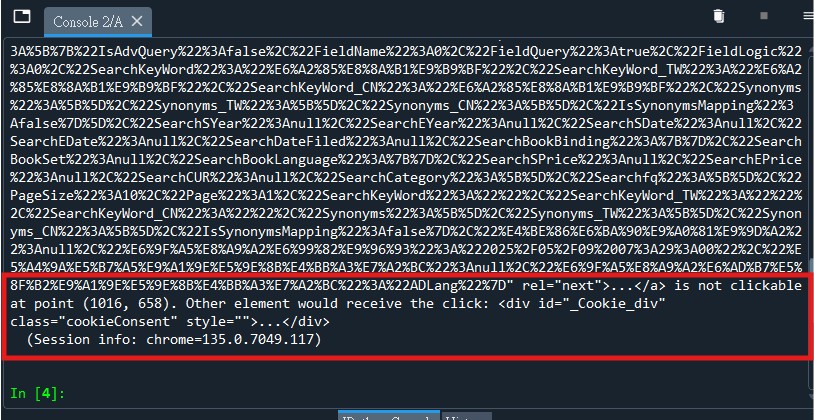 Console 2/A
3A%5B%7B%22IsAdvQuery%22%3Afalse%2C%22FieldName%22%3A0%2C%22FieldQuery%22%3Atrue%2C%22FieldLogic%22
%3A0%2C%22SearchKeyWord%22%3A%22%E6%A2%85%E8%8A%B1%E9%B9%BF%22%2C%22SearchKeyWord_TW%22%3A%22%E6%A2
%85%E8%8A%B1%E9%B9%BF%22%2C%22SearchKeyWord_CN%22%3A%22%E6%A2%85%E8%8A%B1%E9%B9%BF%22%2C%22Synonyms
%22%3A%5B%5D%2C%22Synonyms_TW%22%3A%5B%5D%2C%22Synonyms_CN%22%3A%5B%5D%2C%22IsSynonymsMapping%22%3
Afalse%7D%5D%2C%22SearchSYear%22%3Anull%2C%22SearchEYear%22%3Anull%2C%22SearchSDate%22%3Anull%2C%22
SearchEDate%22%3Anull%2C%22SearchDateFiled%22%3Anull%2C%22SearchBookBinding%22%3A%7B%7D%2C%22Search
BookSet%22%3Anull%2C%22SearchBookLanguage%22%3A%7B%7D%2C%22SearchSPrice%22%3Anull%2C%22SearchEPrice
%22%3Anull%2C%22SearchCUR%22%3Anull%2C%22SearchCategory%22%3A%5B%5D%2C%22Searchfq%22%3A%5B%5D%2C%22
PageSize%22%3A10%2C%22Page%22%3A1%2C%22SearchKeyWord%22%3A%22%22%2C%22SearchKeyWord_TW%22%3A%22%22%
2C%22SearchKeyWord_CN%22%3A%22%22%2C%22Synonyms%22%3A%5B%5D%2C%22Synonyms_TW%22%3A%5B%5D%2C%22Synon
yms_CN%22%3A%5B%5D%2C%22IsSynonymsMapping%22%3Afalse%7D%2C%22%E4%BE%86%E6%BA%90%E9%A0%81%E9%9D%A2%2
2%3Anull%2C%22%E6%9F%A5%E8%A9%A2%E6%99%82%E9%96%93%22%3A%222025%2F05%2F09%2007%3A29%3A00%22%2C%22%E
5%A4%9A%E5%B7%A5%E9%A1%9E%E5%9E%8B%E4%BB%A3%E7%A2%BC%22%3Anull%2C%22%E6%9F%A5%E8%A9%A2%E6%AD%B7%E5%
8F%B2%E9%A1%9E%E5%9E%8B%E4%BB%A3%E7%A2%BC%22%3A%22ADLang%22%7D" rel="next">...</a> is not clickable
at point (1016, 658). Other element would receive the click: <div id="_Cookie_div"
class="cookieConsent" style="">...</div>
(Session info: chrome=135.0.7049.117)
In [4]: